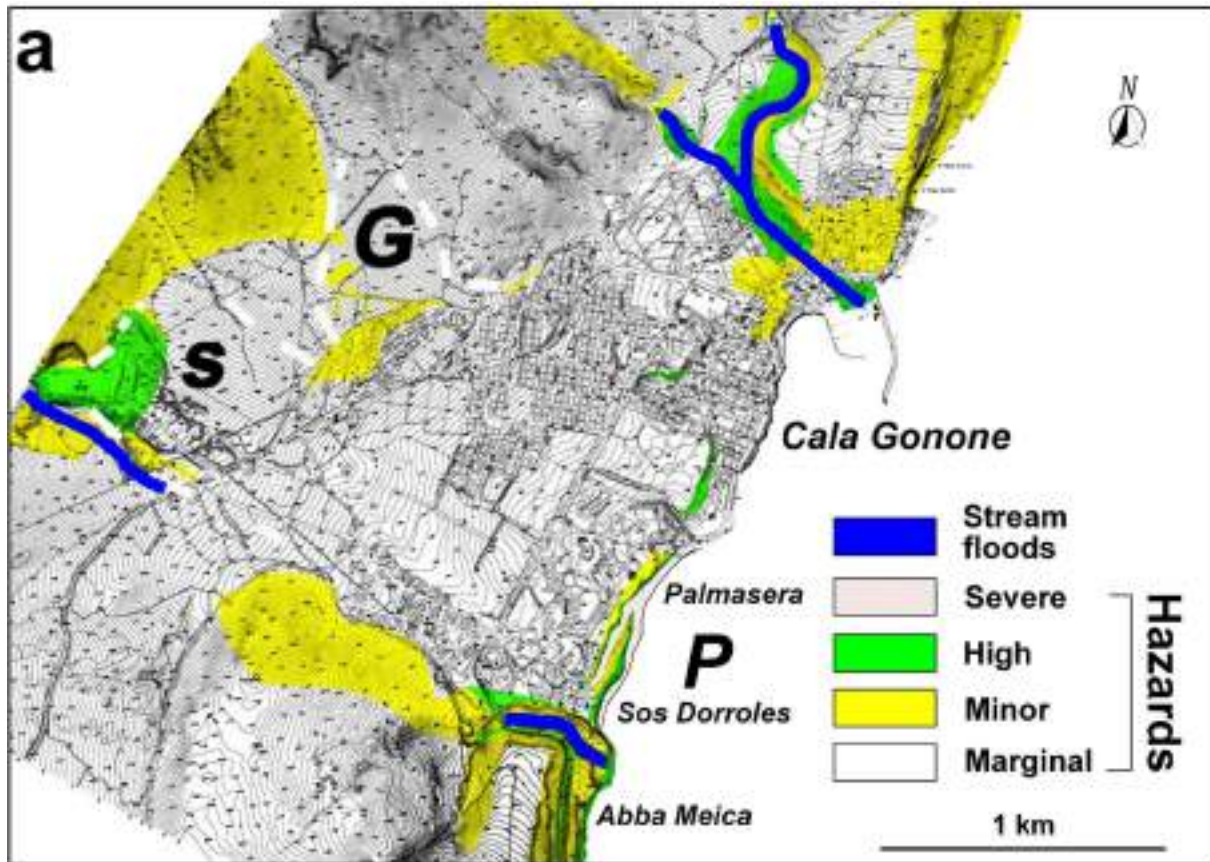 a
N
G
s
Cala Gonone
Stream
floods
Palmasera
Severe
P
High
Sos Dorroles
Minor
Marginal
Hazards
Abba Meica
1 km